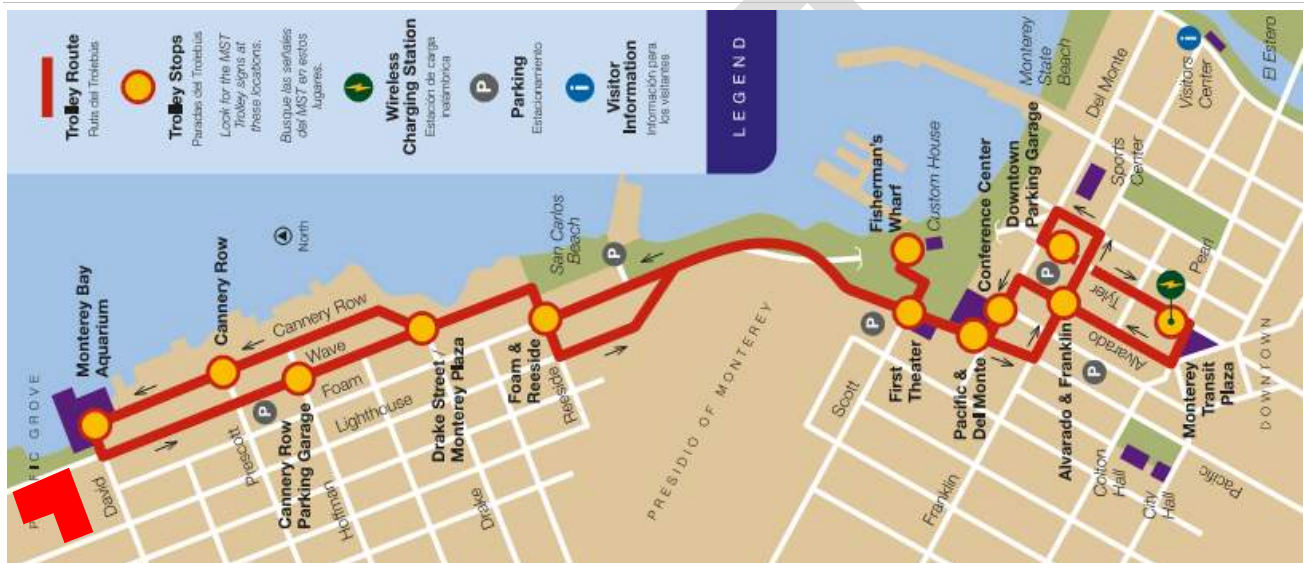 LEGEND
Trolley Route
Ruta del Trolebús
Trolley Stops
Paradas del Trolebús
Look for the MST
Trolley signs at
these locations.
Busque las señales
del MST en estos
lugares.
Wireless
Charging Station
Estación de carga
inalámbrica
P
Parking
Estacionamiento
i
Visitor
Information
Información para
los visitantes
North
Monterey Bay
Aquarium
Cannery Row
Cannery Row
Wave
Foam
Lighthouse
David
Prescott
Hoffman
Drake
Reeside
P
Cannery Row
Parking Garage
Drake Street /
Monterey Plaza
Foam &
Reeside
San Carlos
Beach
P
PRESIDIO OF MONTEREY
Fisherman's
Wharf
Custom House
P
First
Theater
Scott
Pacific &
Del Monte
Conference Center
Downtown
Parking Garage
P
Monterey
State
Beach
Del Monte
Sports
Center
i
Visitors
Center
El Estero
Franklin
Alvarado & Franklin
P
Alvarado
Tyler
Pearl
Monterey
Transit
Plaza
Colton
Hall
City
Hall
Pacific
DOWNTOWN